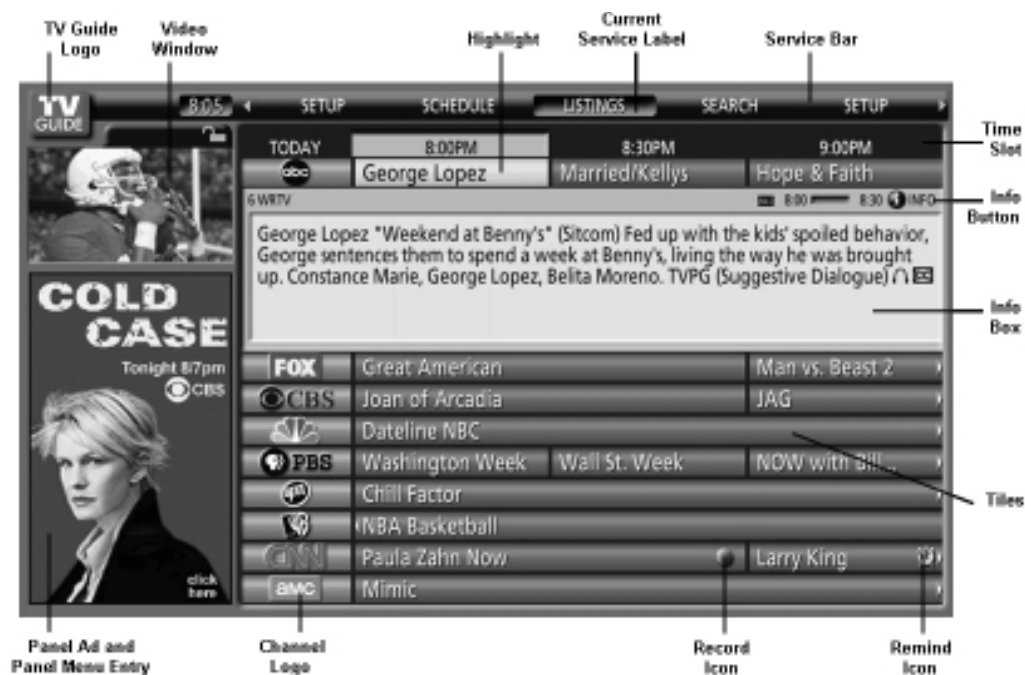 TV Guide
Logo
Video
Window
Highlight
Current
Service Label
Service Bar
TV
GUIDE
8:05
SETUP
SCHEDULE
LISTINGS
SEARCH
SETUP
Time
Slot
TODAY
8:00PM
8:30PM
9:00PM
abc
George Lopez
Married/Kellys
Hope & Faith
6 WRTV
8:00
8:30
INFO
Info
Button
George Lopez "Weekend at Benny's" (Sitcom) Fed up with the kids' spoiled behavior,
George sentences them to spend a week at Benny's, living the way he was brought
up. Constance Marie, George Lopez, Belita Moreno. TVPG (Suggestive Dialogue)
Info
Box
COLD
CASE
Tonight 8/7pm
CBS
click
here
FOX
Great American
Man vs. Beast 2
CBS
Joan of Arcadia
JAG
Dateline NBC
PBS
Washington Week
Wall St. Week
NOW with Bill...
Chill Factor
NBA Basketball
CNN
Paula Zahn Now
Larry King
amc
Mimic
Tiles
Panel Ad and
Panel Menu Entry
Channel
Logo
Record
Icon
Remind
Icon